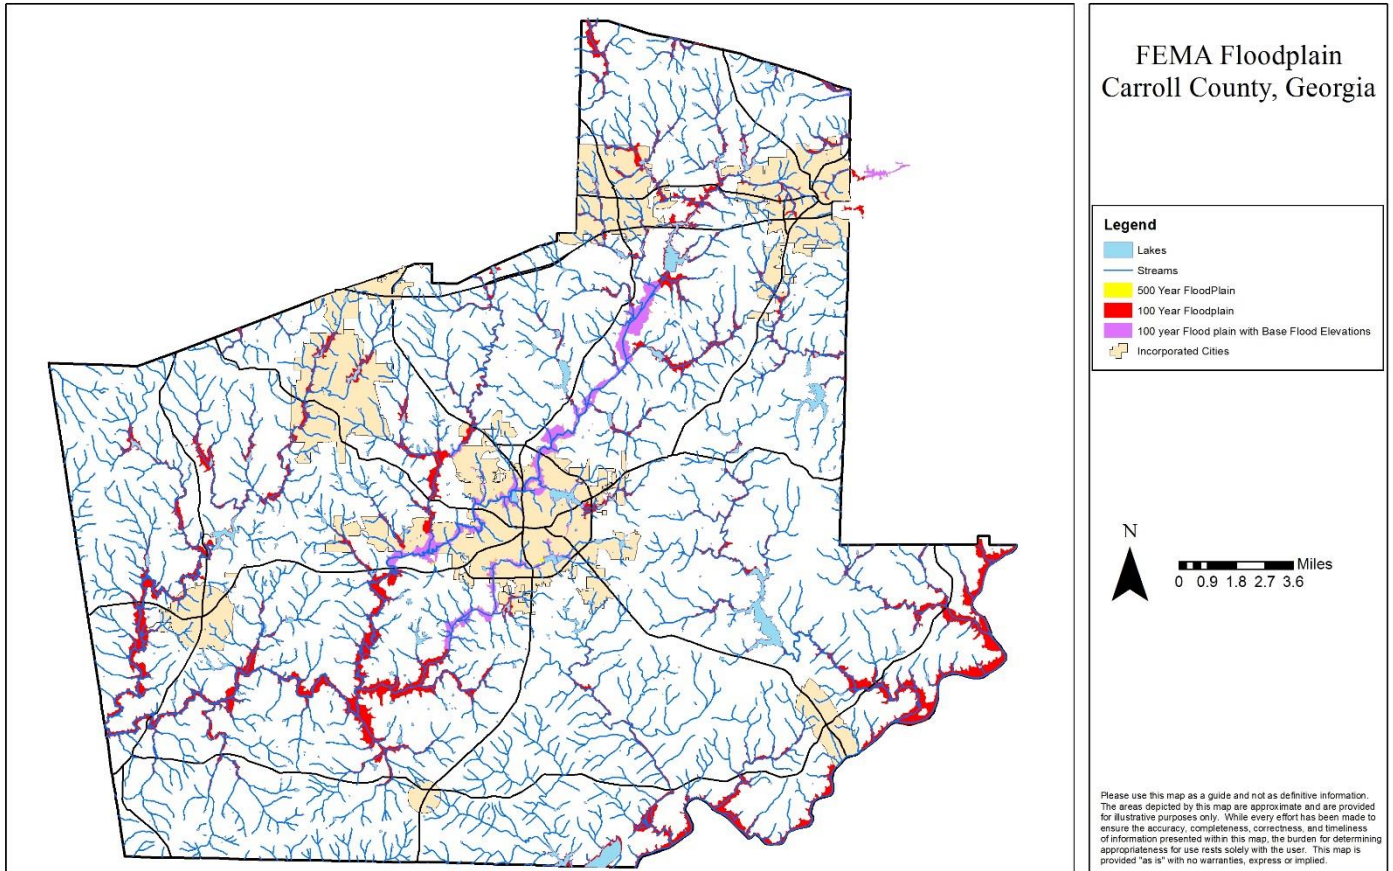 FEMA Floodplain
Carroll County, Georgia
Legend
Lakes
Streams
500 Year FloodPlain
100 Year Floodplain
100 year Flood plain with Base Flood Elevations
Incorporated Cities
N
Miles
0 0.9 1.8 2.7 3.6
Please use this map as a guide and not as definitive information.
The areas depicted by this map are approximate and are provided
for illustrative purposes only. While every effort has been made to
ensure the accuracy, completeness, correctness, and timeliness
of information presented within this map, the burden for determining
appropriateness for use rests solely with the user. This map is
provided "as is" with no warranties, express or implied.